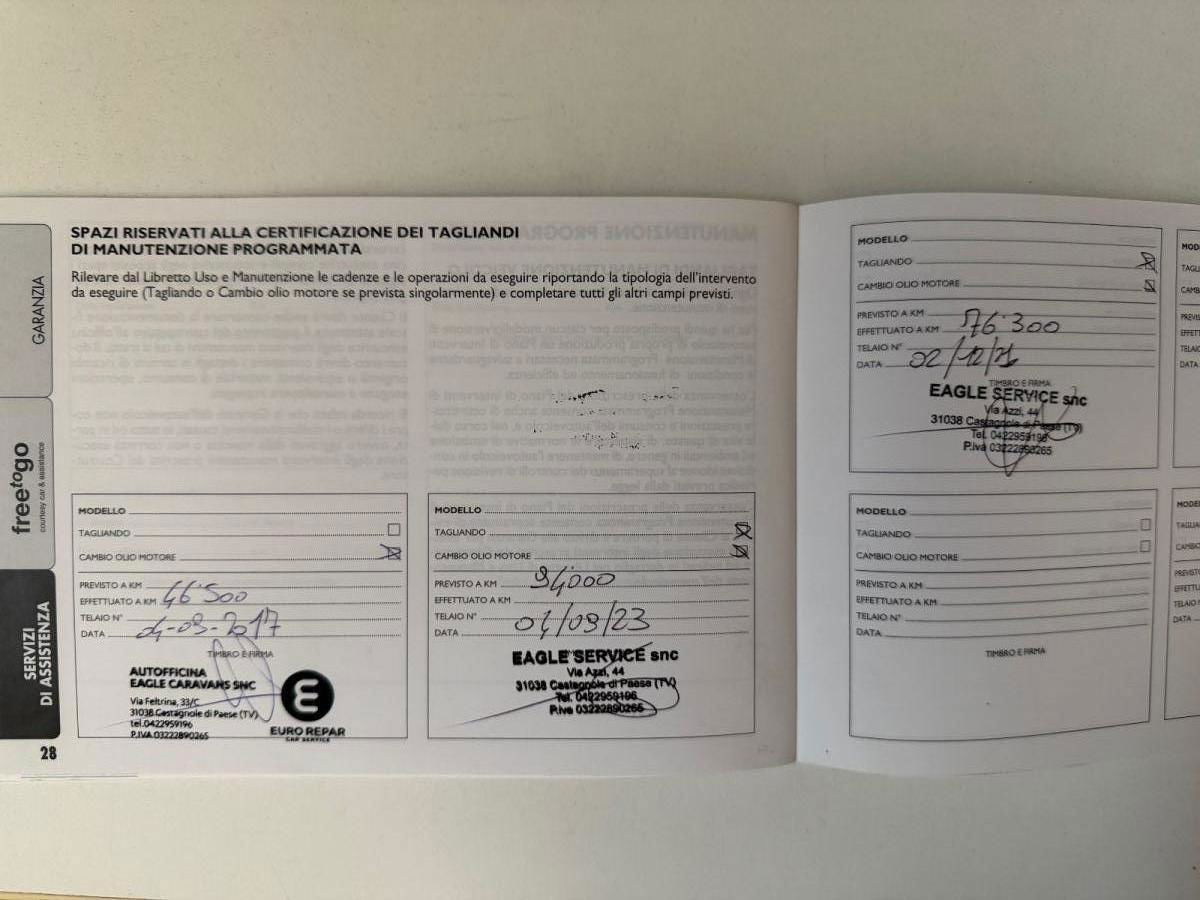 SPAZI RISERVATI ALLA CERTIFICAZIONE DEI TAGLIANDI
DI MANUTENZIONE PROGRAMMATA
Rilevare dal Libretto Uso e Manutenzione le cadenze e le operazioni da eseguire riportando la tipologia dell'intervento
da eseguire (Tagliando o Cambio olio motore se prevista singolarmente) e completare tutti gli altri campi previsti.
GARANZIA
freetogo
courtesy car & assistance
SERVIZI
DI ASSISTENZA
28
MODELLO
TAGLIANDO
CAMBIO OLIO MOTORE
PREVISTO A KM
EFFETTUATO A KM 46'500
TELAIO N°
DATA 04-09-2017
TIMBRO E FIRMA
AUTOFFICINA
EAGLE CARAVANS SNC
Via Feltrina, 33/C
31038 Castagnole di Paese (TV)
tel.0422959196
P.IVA 03222890265
EURO REPAR
CAR SERVICE
MODELLO
TAGLIANDO
CAMBIO OLIO MOTORE
PREVISTO A KM 94000
EFFETTUATO A KM
TELAIO N°
DATA 04/09/23
EAGLE SERVICE snc
Via Azzi, 44
31038 Castagnole di Paese (TV)
Tel. 0422959196
P.iva 03222890265
MODELLO
TAGLIANDO
CAMBIO OLIO MOTORE
PREVISTO A KM
EFFETTUATO A KM 76'300
TELAIO N°
DATA 02/12/21
TIMBRO E FIRMA
EAGLE SERVICE snc
Via Azzi, 44
31038 Castagnole di Paese (TV)
Tel. 0422959196
P.iva 03222890265
MODELLO
TAGLIANDO
CAMBIO OLIO MOTORE
PREVISTO A KM
EFFETTUATO A KM
TELAIO N°
DATA
TIMBRO E FIRMA